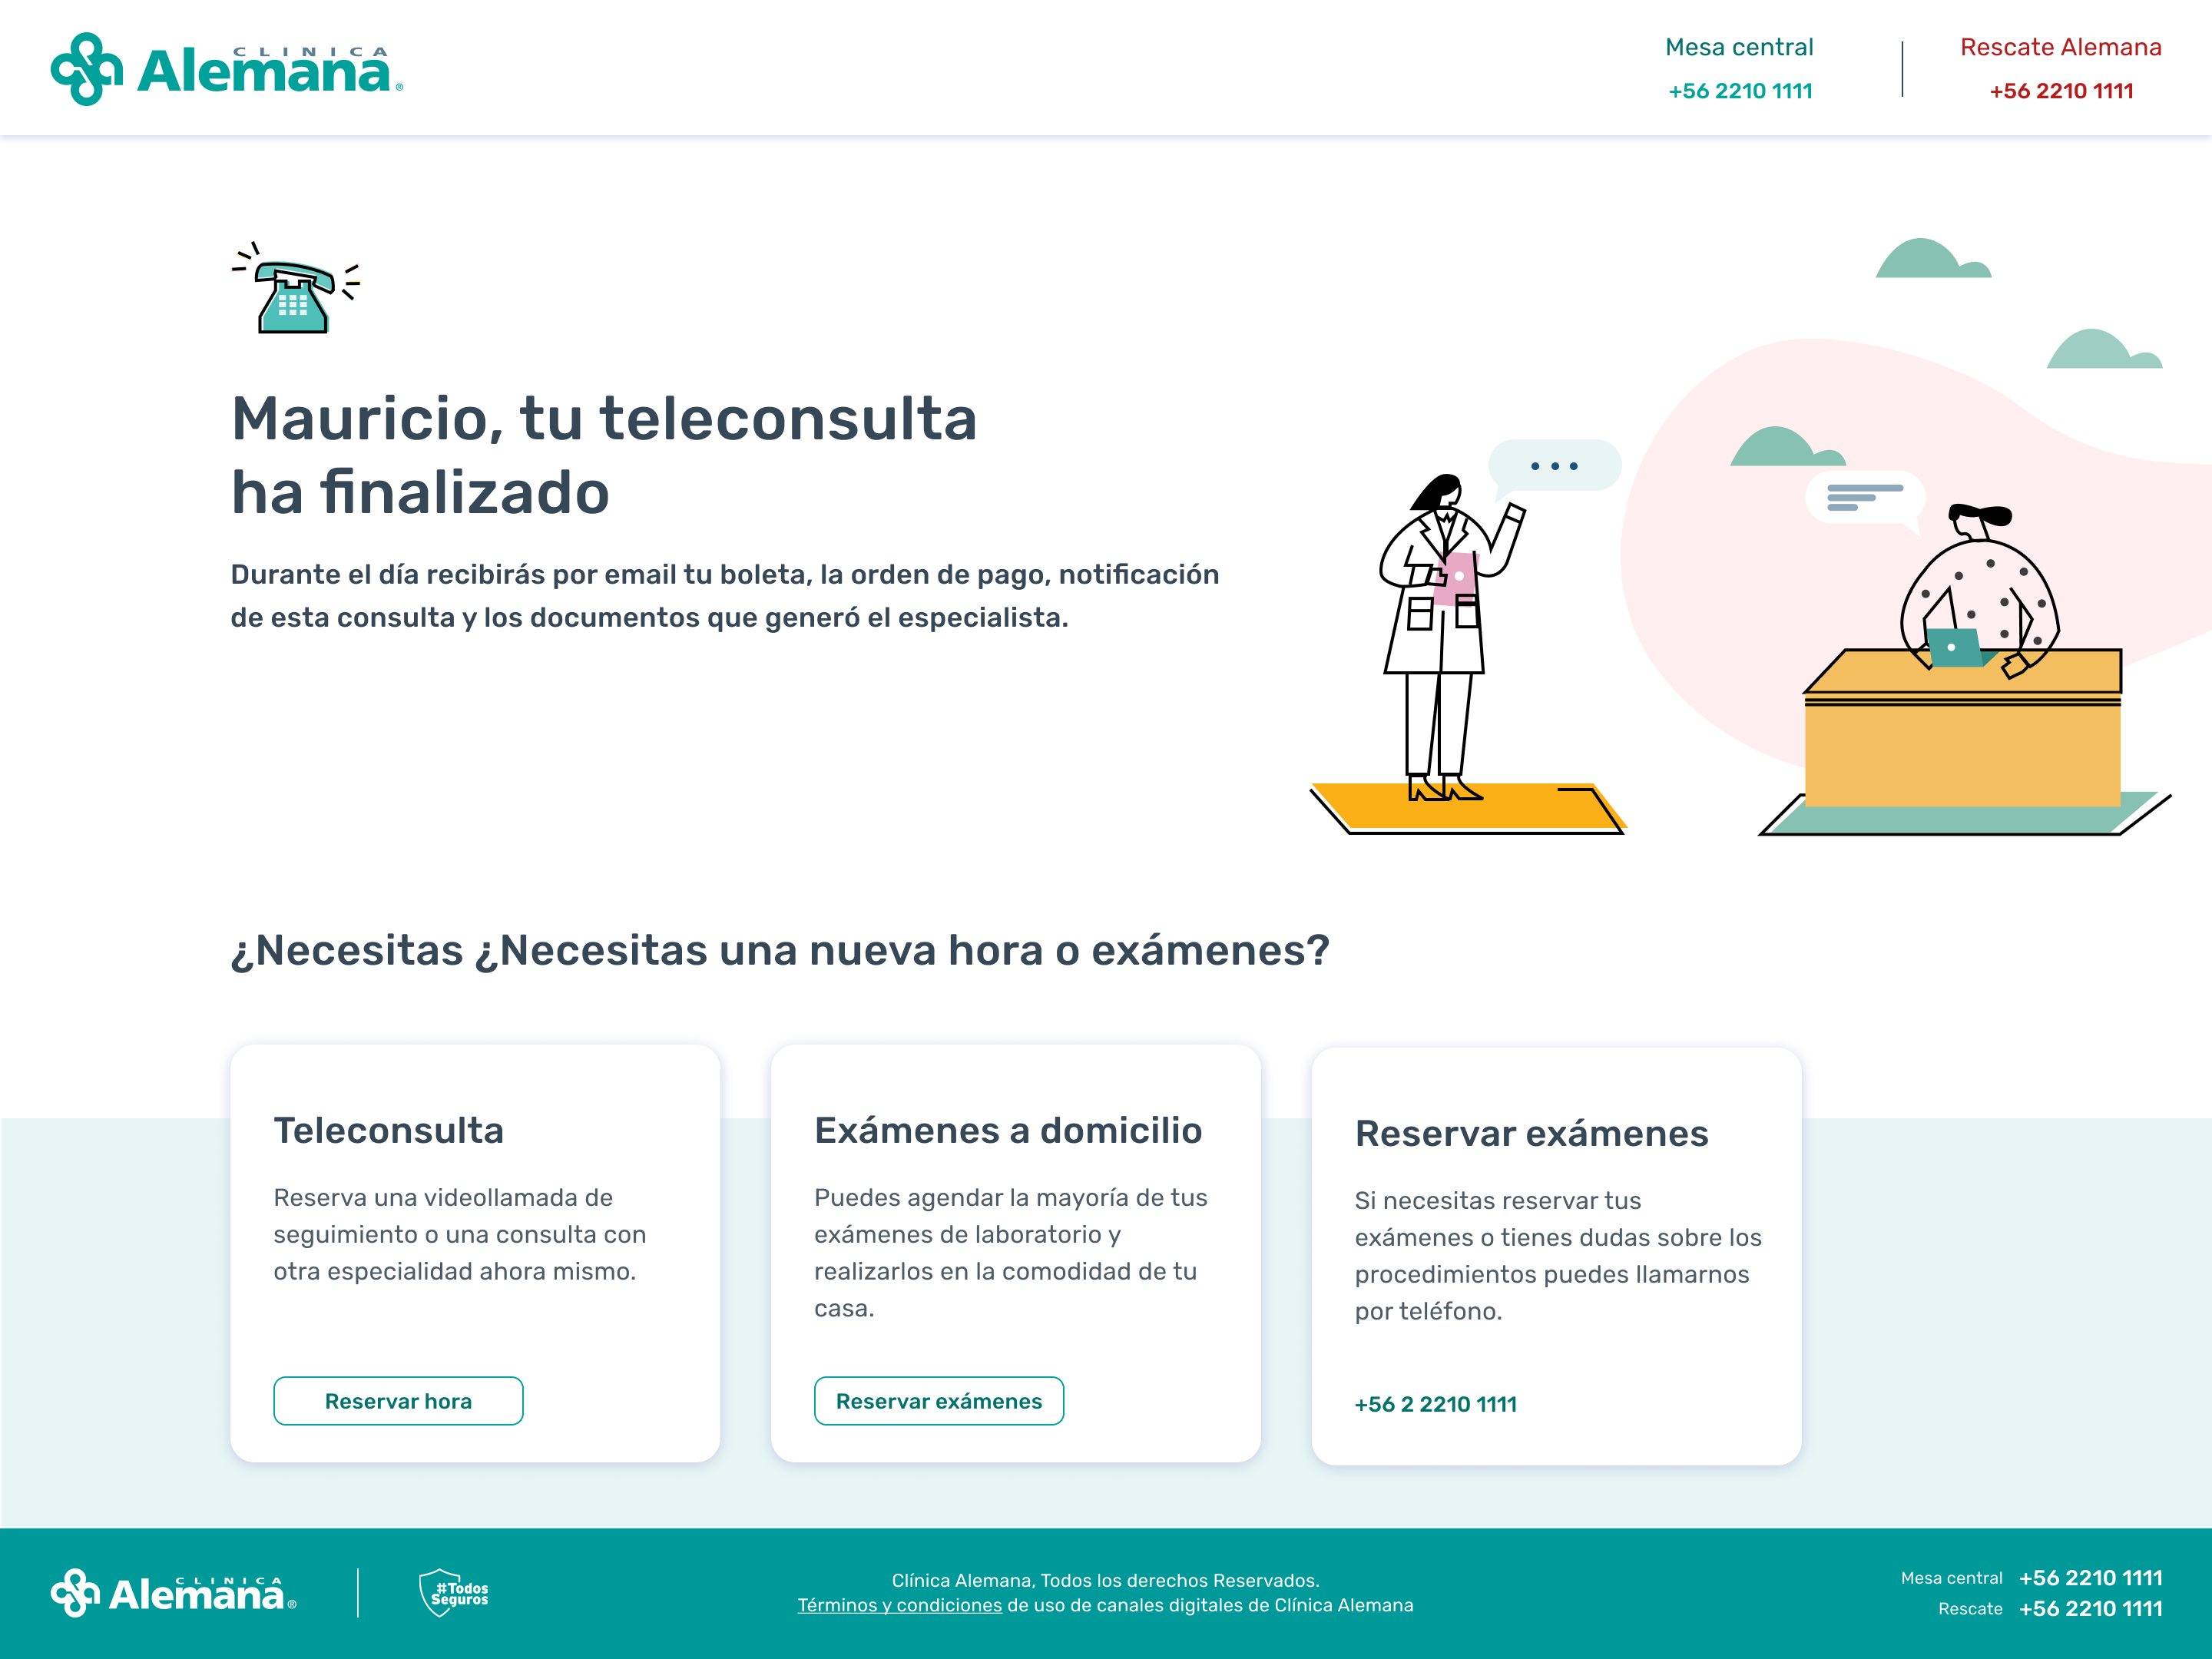 CLINICA
Alemana®
Mesa central
+56 2210 1111
Rescate Alemana
+56 2210 1111
Mauricio, tu teleconsulta
ha finalizado
Durante el día recibirás por email tu boleta, la orden de pago, notificación
de esta consulta y los documentos que generó el especialista.
¿Necesitas ¿Necesitas una nueva hora o exámenes?
Teleconsulta
Reserva una videollamada de
seguimiento o una consulta con
otra especialidad ahora mismo.
Reservar hora
Exámenes a domicilio
Puedes agendar la mayoría de tus
exámenes de laboratorio y
realizarlos en la comodidad de tu
casa.
Reservar exámenes
Reservar exámenes
Si necesitas reservar tus
exámenes o tienes dudas sobre los
procedimientos puedes llamarnos
por teléfono.
+56 2 2210 1111
CLINICA
Alemana®
#Todos
Seguros
Clínica Alemana, Todos los derechos Reservados.
Términos y condiciones de uso de canales digitales de Clínica Alemana
Mesa central +56 2210 1111
Rescate +56 2210 1111